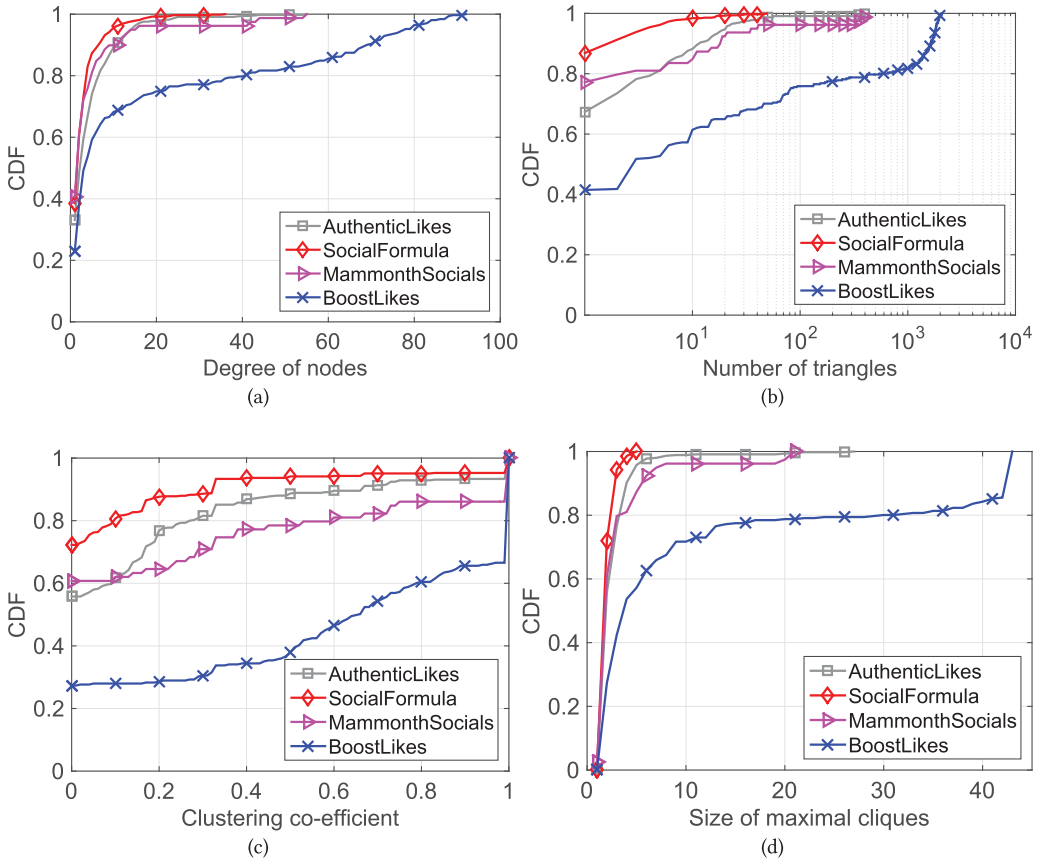 CDF
1
0.8
0.6
0.4
0.2
0
0 20 40 60 80 100
AuthenticLikes
SocialFormula
MammonthSocials
BoostLikes
Degree of nodes
(a)
CDF
1
0.8
0.6
0.4
0.2
0
10^1 10^2 10^3 10^4
AuthenticLikes
SocialFormula
MammonthSocials
BoostLikes
Number of triangles
(b)
CDF
1
0.8
0.6
0.4
0.2
0
0 0.2 0.4 0.6 0.8 1
AuthenticLikes
SocialFormula
MammonthSocials
BoostLikes
Clustering co-efficient
(c)
CDF
1
0.8
0.6
0.4
0.2
0
0 10 20 30 40
AuthenticLikes
SocialFormula
MammonthSocials
BoostLikes
Size of maximal cliques
(d)